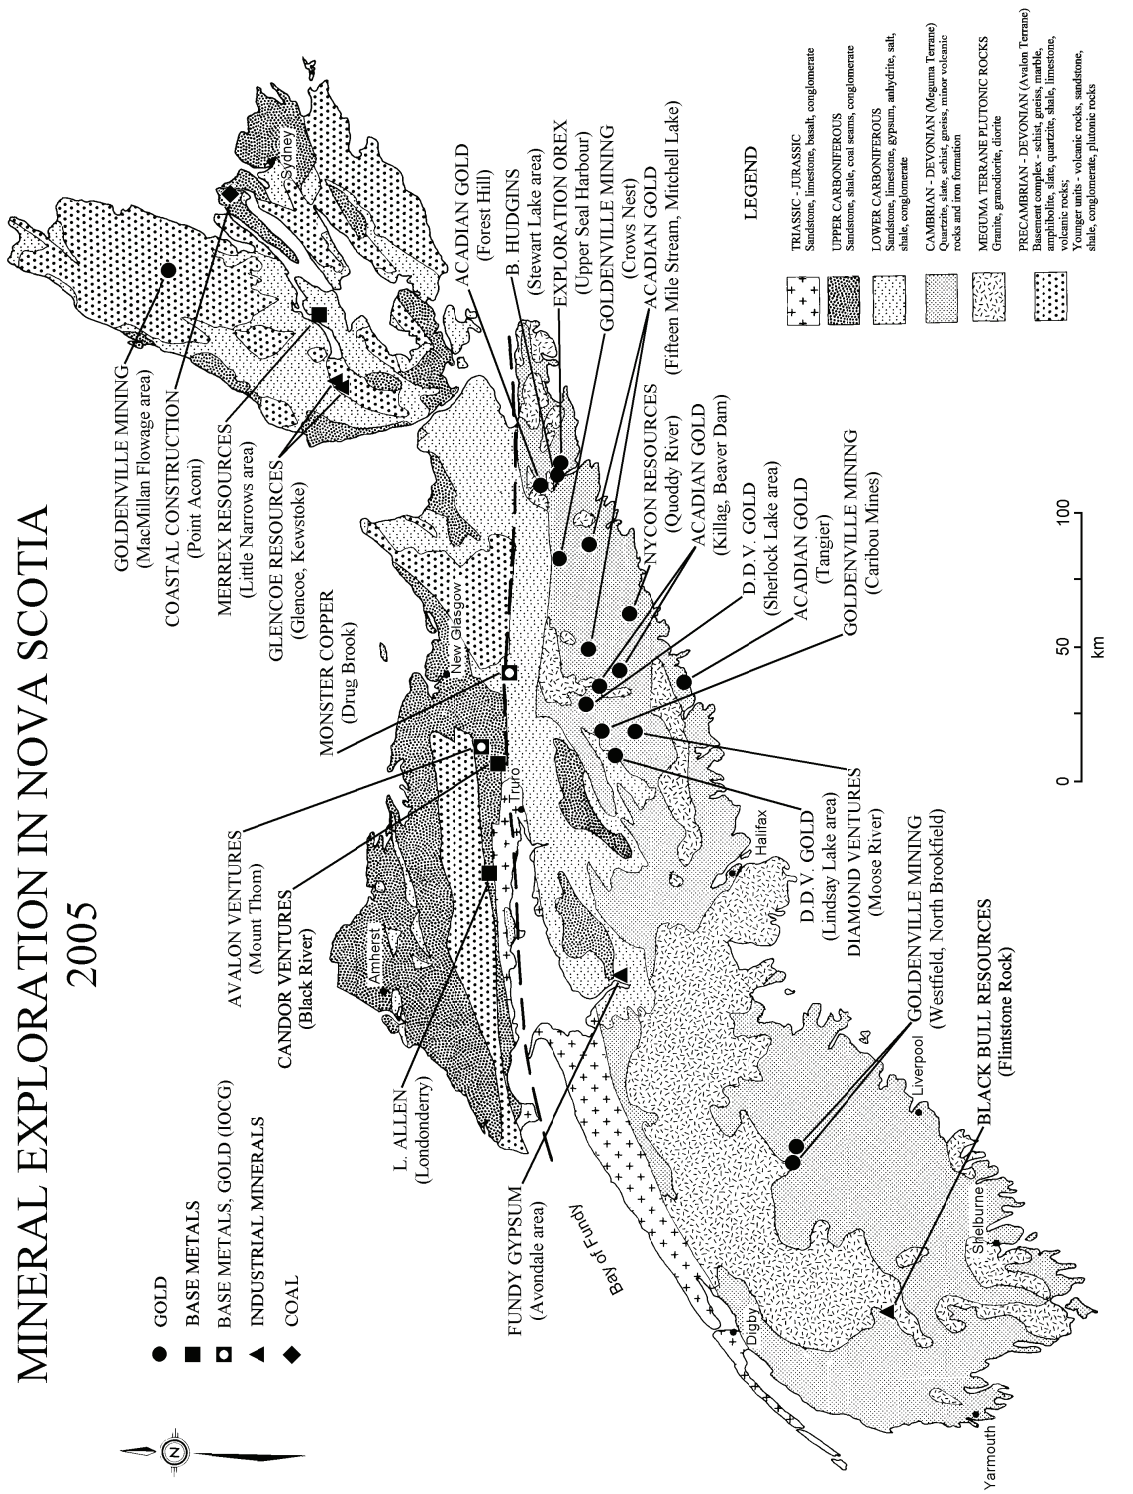 MINERAL EXPLORATION IN NOVA SCOTIA
2005
N
GOLD
BASE METALS
BASE METALS, GOLD (IOCG)
INDUSTRIAL MINERALS
COAL
GOLDENVILLE MINING
(MacMillan Flowage area)
COASTAL CONSTRUCTION
(Point Aconi)
MERREX RESOURCES
(Little Narrows area)
GLENCOE RESOURCES
(Glencoe, Kewstoke)
MONSTER COPPER
(Drug Brook)
AVALON VENTURES
(Mount Thom)
CANDOR VENTURES
(Black River)
L. ALLEN
(Londonderry)
FUNDY GYPSUM
(Avondale area)
Sydney
New Glasgow
Truro
Amherst
Halifax
Bay of Fundy
Digby
Yarmouth
Shelburne
Liverpool
ACADIAN GOLD
(Forest Hill)
B. HUDGINS
(Stewart Lake area)
EXPLORATION OREX
(Upper Seal Harbour)
GOLDENVILLE MINING
(Crows Nest)
ACADIAN GOLD
(Fifteen Mile Stream, Mitchell Lake)
NYCON RESOURCES
(Quoddy River)
ACADIAN GOLD
(Killag, Beaver Dam)
D.D.V. GOLD
(Sherlock Lake area)
ACADIAN GOLD
(Tangier)
GOLDENVILLE MINING
(Caribou Mines)
D.D.V. GOLD
(Lindsay Lake area)
DIAMOND VENTURES
(Moose River)
GOLDENVILLE MINING
(Westfield, North Brookfield)
BLACK BULL RESOURCES
(Flintstone Rock)
0 50 100
km
LEGEND
TRIASSIC - JURASSIC
Sandstone, limestone, basalt, conglomerate
UPPER CARBONIFEROUS
Sandstone, shale, coal seams, conglomerate
LOWER CARBONIFEROUS
Sandstone, limestone, gypsum, anhydrite, salt,
shale, conglomerate
CAMBRIAN - DEVONIAN (Meguma Terrane)
Quartzite, slate, schist, gneiss, minor volcanic
rocks and iron formation
MEGUMA TERRANE PLUTONIC ROCKS
Granite, granodiorite, diorite
PRECAMBRIAN - DEVONIAN (Avalon Terrane)
Basement complex - schist, gneiss, marble,
amphibolite, slate, quartzite, shale, limestone,
volcanic rocks;
Younger units - volcanic rocks, sandstone,
shale, conglomerate, plutonic rocks